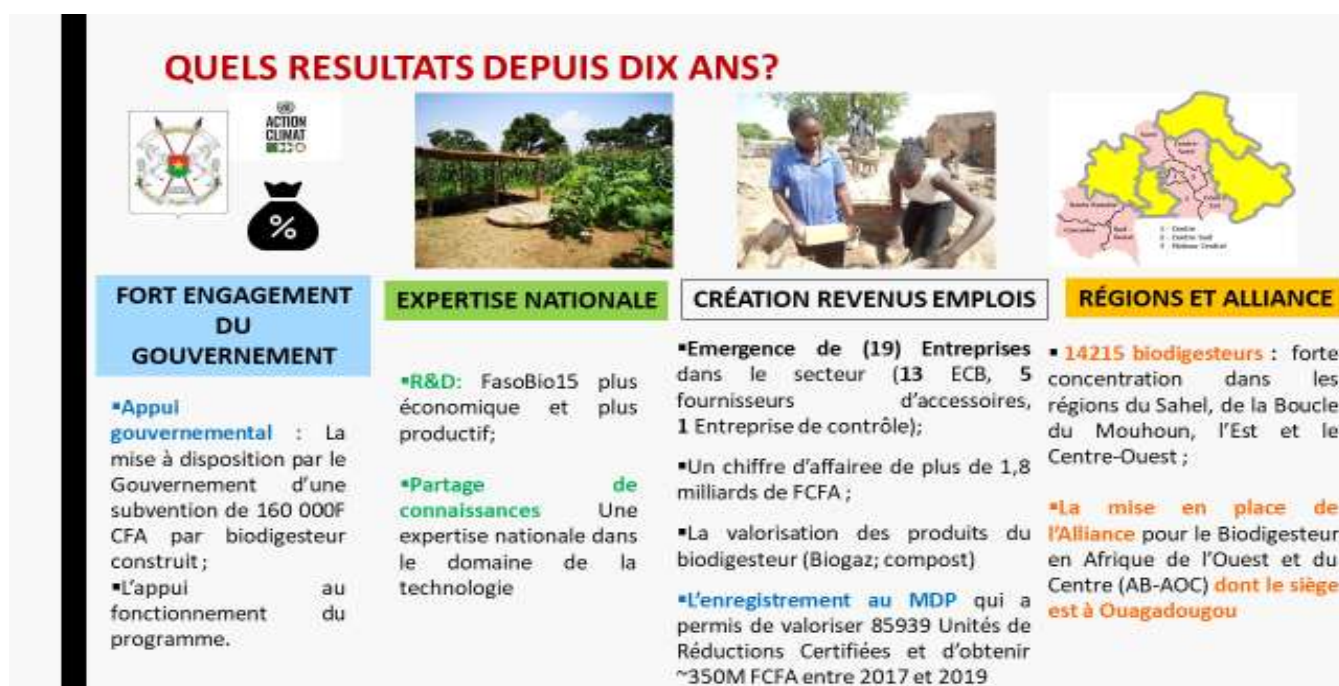 QUELS RESULTATS DEPUIS DIX ANS?
ACTION
CLIMAT
%
FORT ENGAGEMENT
DU
GOUVERNEMENT
▪Appui
gouvernemental : La
mise à disposition par le
Gouvernement d'une
subvention de 160 000F
CFA par biodigesteur
construit ;
▪L'appui au
fonctionnement du
programme.
EXPERTISE NATIONALE
▪R&D: FasoBio15 plus
économique et plus
productif;
▪Partage de
connaissances Une
expertise nationale dans
le domaine de la
technologie
CRÉATION REVENUS EMPLOIS
▪Emergence de (19) Entreprises
dans le secteur (13 ECB, 5
fournisseurs d'accessoires,
1 Entreprise de contrôle);
▪Un chiffre d'affairee de plus de 1,8
milliards de FCFA ;
▪La valorisation des produits du
biodigesteur (Biogaz; compost)
▪L'enregistrement au MDP qui a
permis de valoriser 85939 Unités de
Réductions Certifiées et d'obtenir
~350M FCFA entre 2017 et 2019
1 - Centre
2 - Centre Sud
3 - Plateau Central
RÉGIONS ET ALLIANCE
▪ 14215 biodigesteurs : forte
concentration dans les
régions du Sahel, de la Boucle
du Mouhoun, l'Est et le
Centre-Ouest ;
▪La mise en place de
l'Alliance pour le Biodigesteur
en Afrique de l'Ouest et du
Centre (AB-AOC) dont le siège
est à Ouagadougou